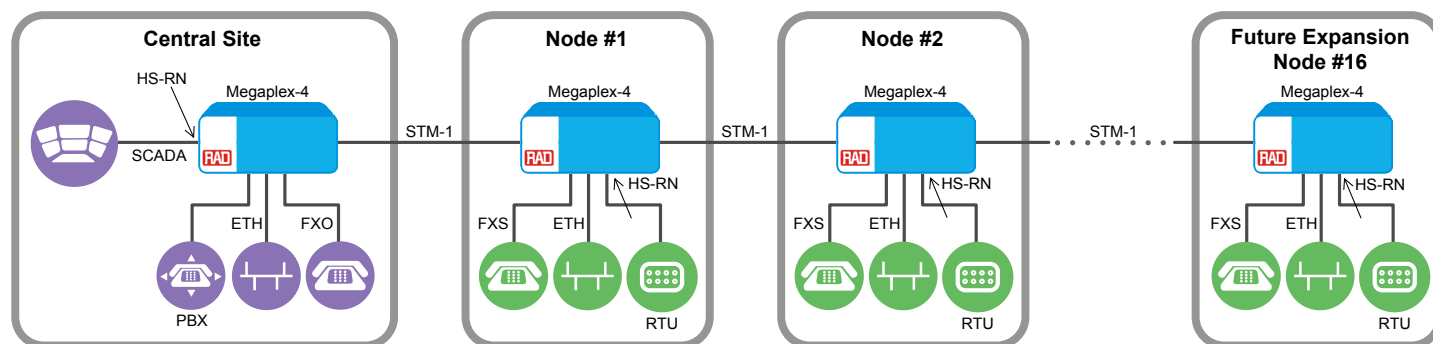 Central Site
Node #1
Node #2
Future Expansion
Node #16
HS-RN
Megaplex-4
Megaplex-4
Megaplex-4
Megaplex-4
STM-1
STM-1
STM-1
SCADA
RAD
RAD
RAD
RAD
HS-RN
HS-RN
HS-RN
ETH
FXO
FXS
ETH
FXS
ETH
FXS
ETH
PBX
RTU
RTU
RTU